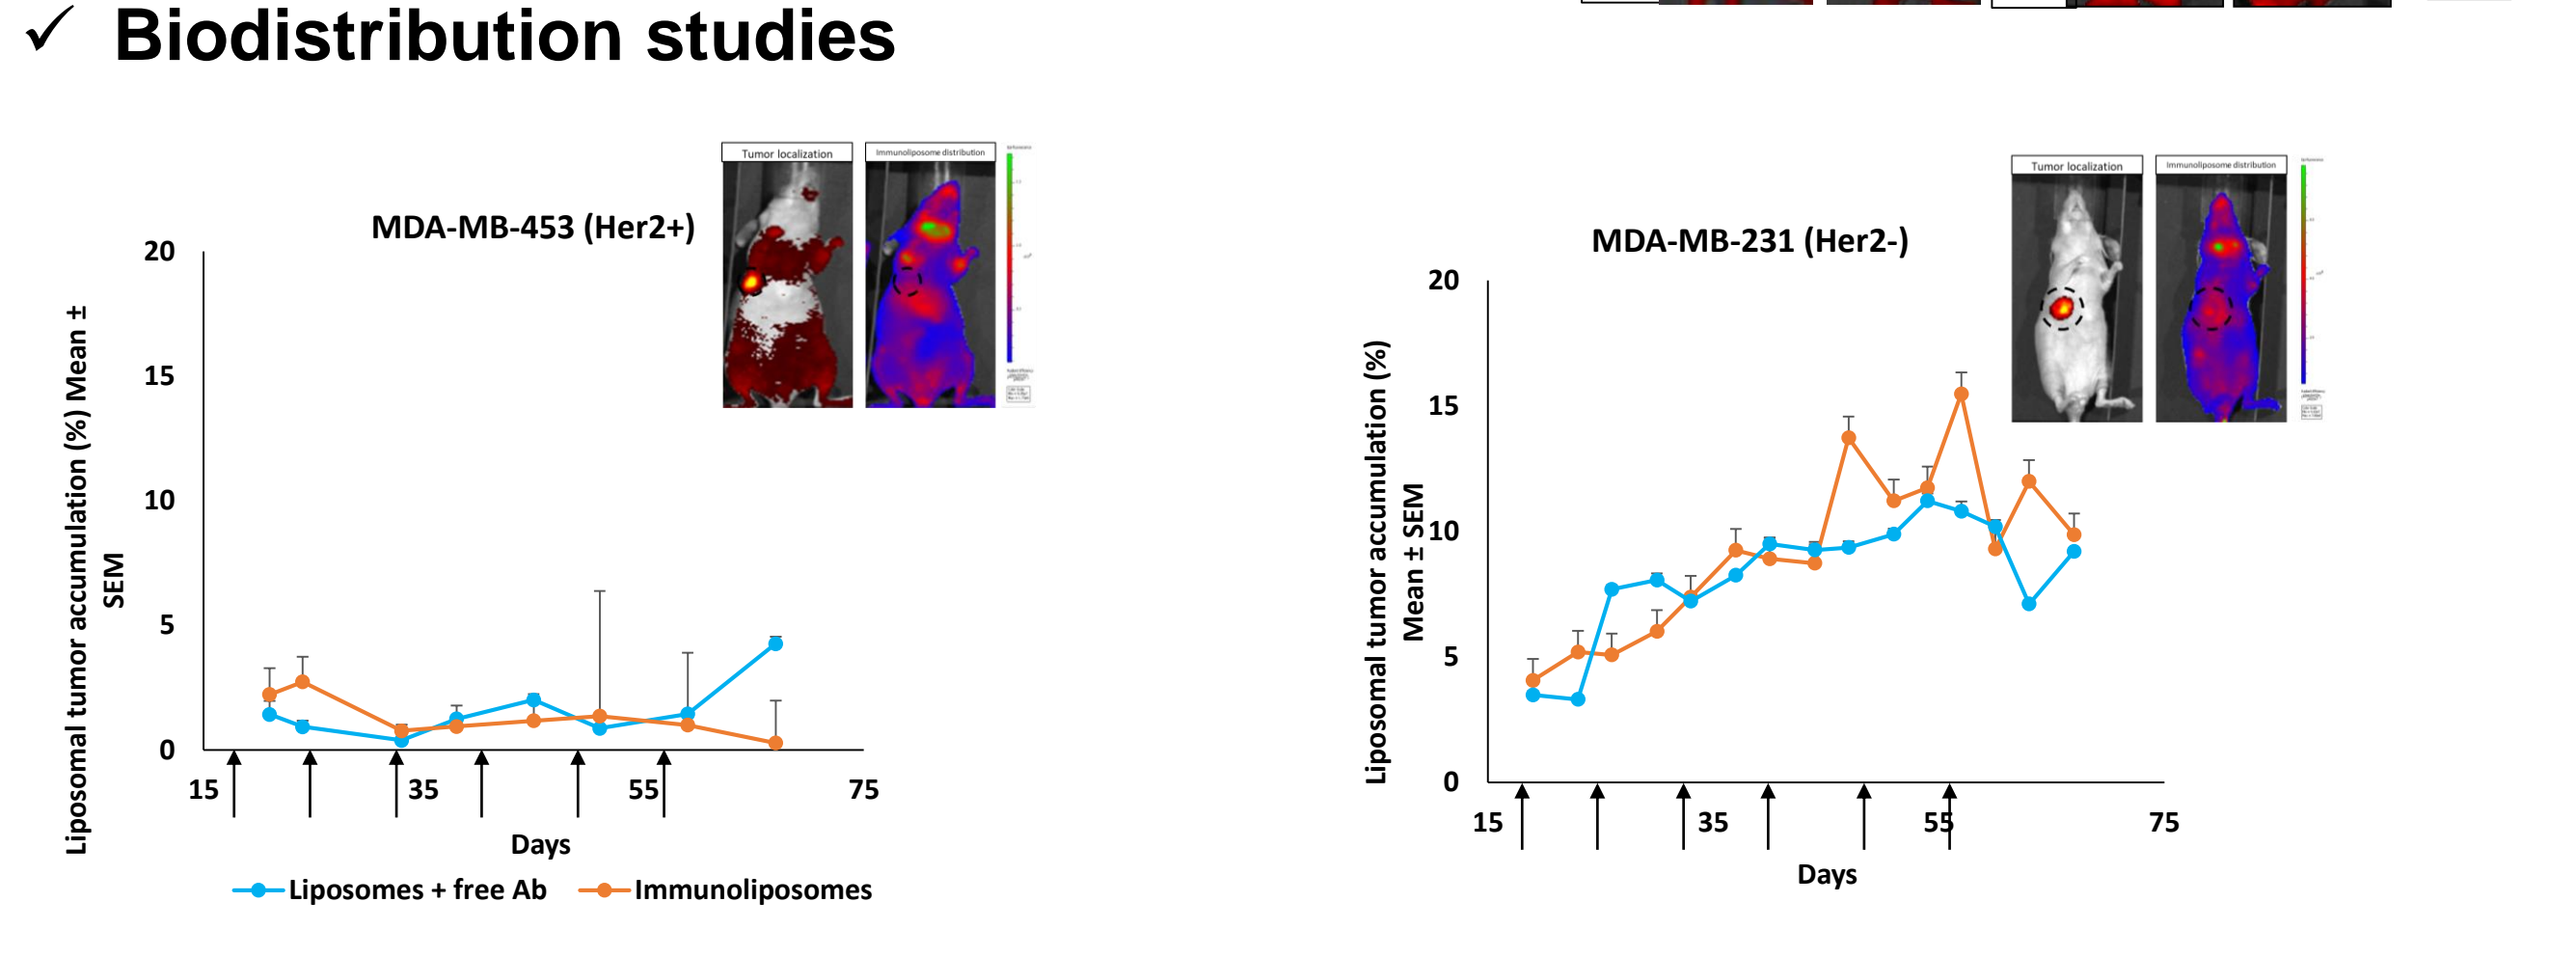 ✓ Biodistribution studies
MDA-MB-453 (Her2+)
Tumor localization
Immunoliposome distribution
Liposomal tumor accumulation (%) Mean ±
SEM
20
15
10
5
0
15
35
55
75
Days
Liposomes + free Ab
Immunoliposomes
MDA-MB-231 (Her2-)
Tumor localization
Immunoliposome distribution
Liposomal tumor accumulation (%)
Mean ± SEM
20
15
10
5
0
15
35
55
75
Days